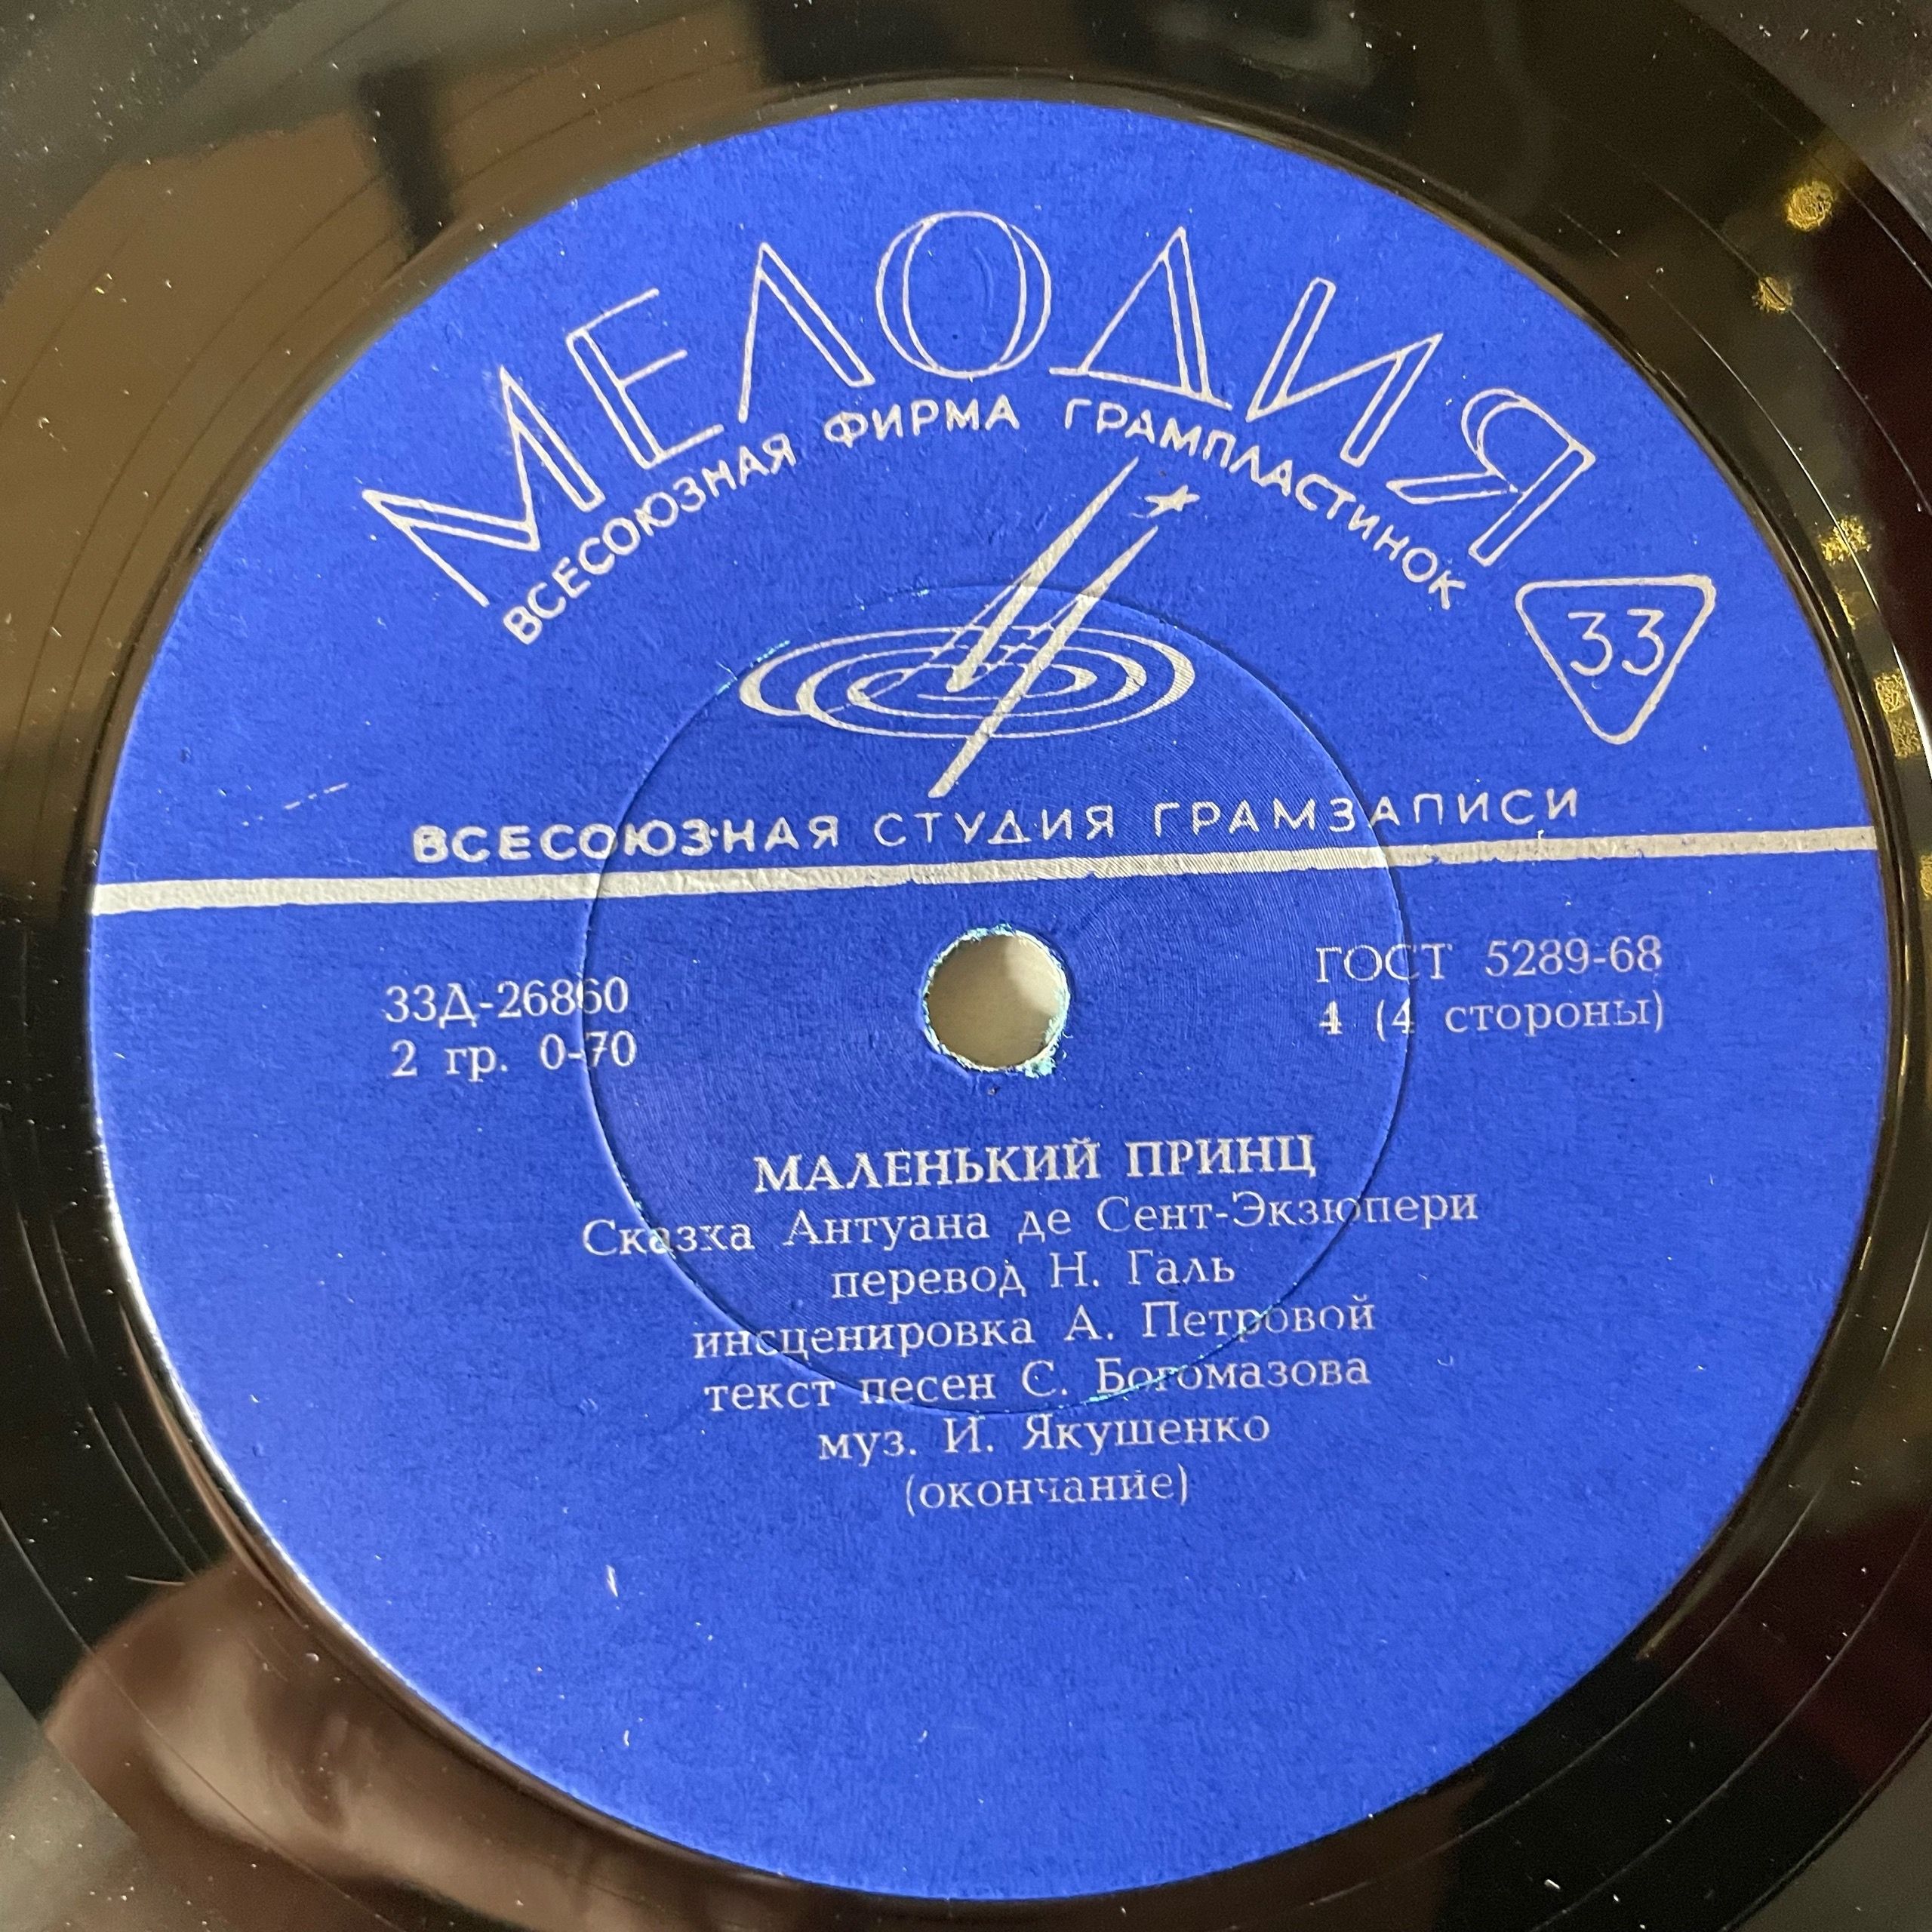 МЕЛОДИЯ
ВСЕСОЮЗНАЯ ФИРМА ГРАМПЛАСТИНОК
33
ВСЕСОЮЗНАЯ СТУДИЯ ГРАМЗАПИСИ
33Д-26860
2 гр. 0-70
ГОСТ 5289-68
4 (4 стороны)
МАЛЕНЬКИЙ ПРИНЦ
Сказка Антуана де Сент-Экзюпери
перевод Н. Галь
инсценировка А. Петровой
текст песен С. Богомазова
муз. И. Якушенко
(окончание)